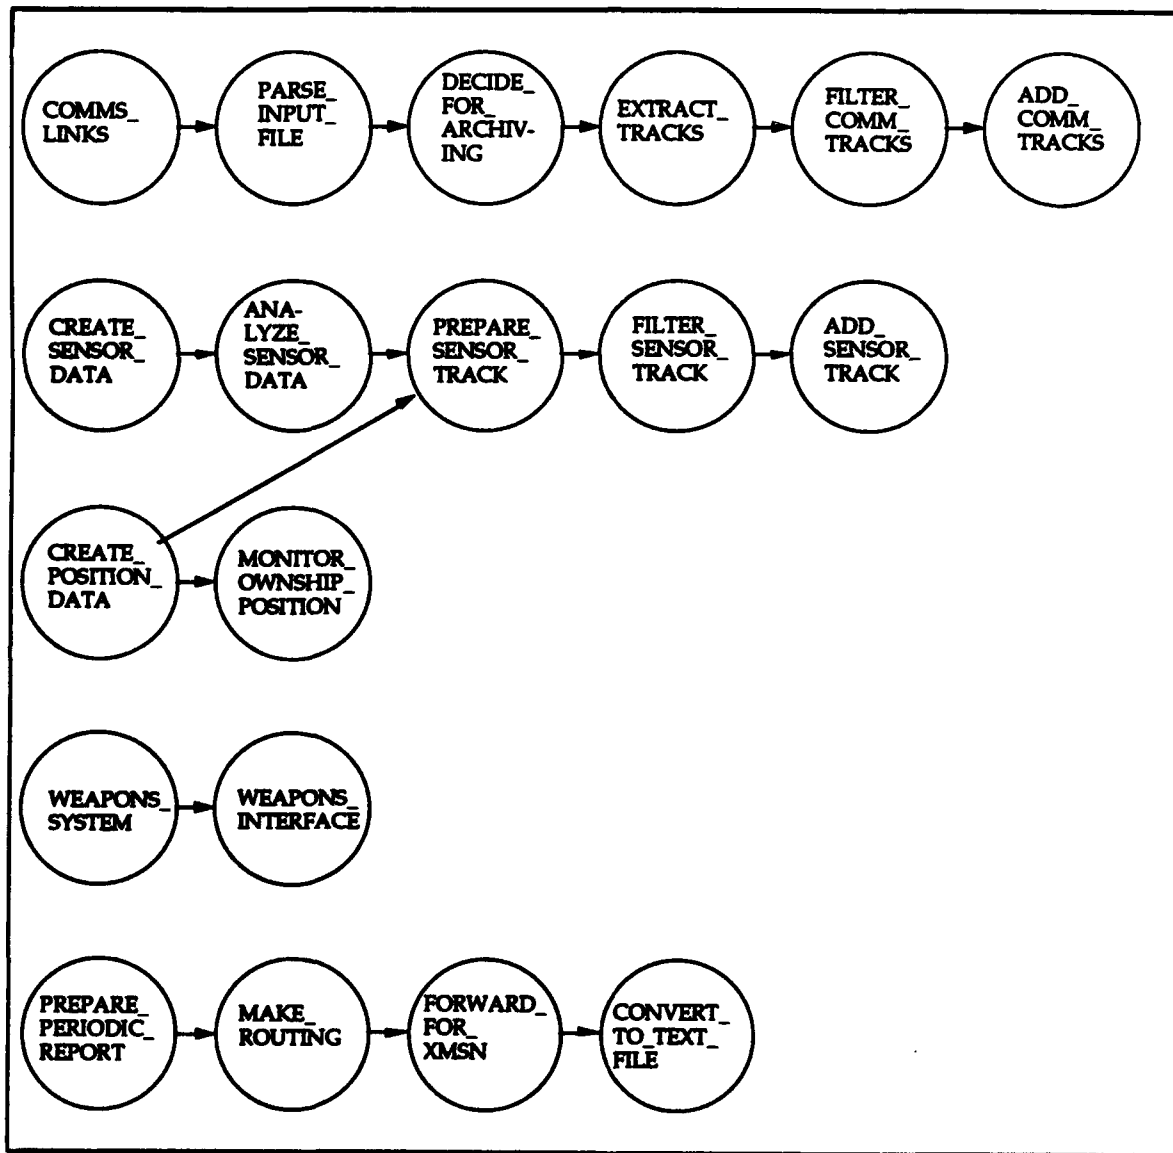 COMMS_
LINKS
PARSE_
INPUT_
FILE
DECIDE_
FOR_
ARCHIV-
ING
EXTRACT_
TRACKS
FILTER_
COMM_
TRACKS
ADD_
COMM_
TRACKS
CREATE_
SENSOR_
DATA
ANA-
LYZE_
SENSOR_
DATA
PREPARE_
SENSOR_
TRACK
FILTER_
SENSOR_
TRACK
ADD_
SENSOR_
TRACK
CREATE_
POSITION_
DATA
MONITOR_
OWNSHIP_
POSITION
WEAPONS_
SYSTEM
WEAPONS_
INTERFACE
PREPARE_
PERIODIC_
REPORT
MAKE_
ROUTING
FORWARD_
FOR_
XMSN
CONVERT_
TO_TEXT_
FILE